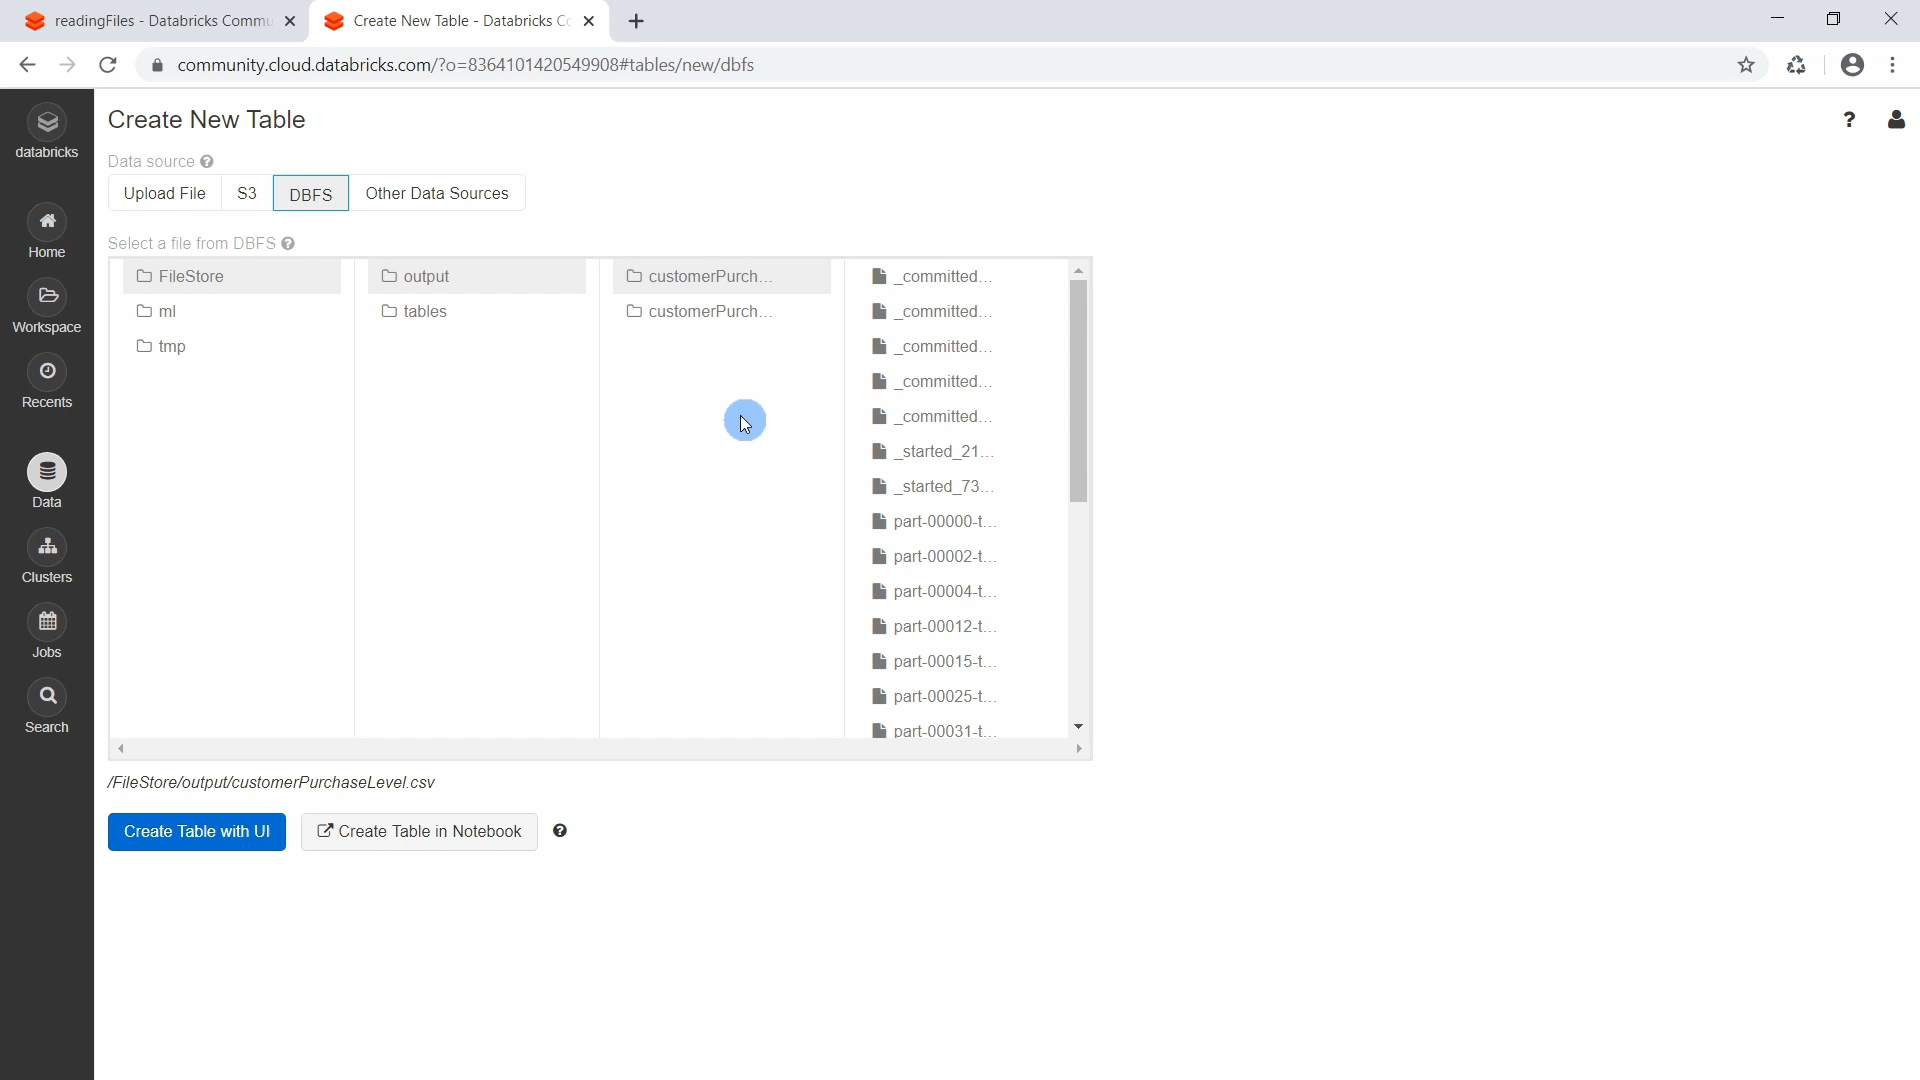 readingFiles - Databricks Commu
Create New Table - Databricks Co
community.cloud.databricks.com/?o=8364101420549908#tables/new/dbfs
databricks
Home
Workspace
Recents
Data
Clusters
Jobs
Search
Create New Table
?
Data source ?
Upload File S3 DBFS Other Data Sources
Select a file from DBFS ?
FileStore output customerPurch... _committed...
ml tables customerPurch... _committed...
tmp _committed...
_committed...
_committed...
_started_21...
_started_73...
part-00000-t...
part-00002-t...
part-00004-t...
part-00012-t...
part-00015-t...
part-00025-t...
part-00031-t...
/FileStore/output/customerPurchaseLevel.csv
Create Table with UI Create Table in Notebook ?